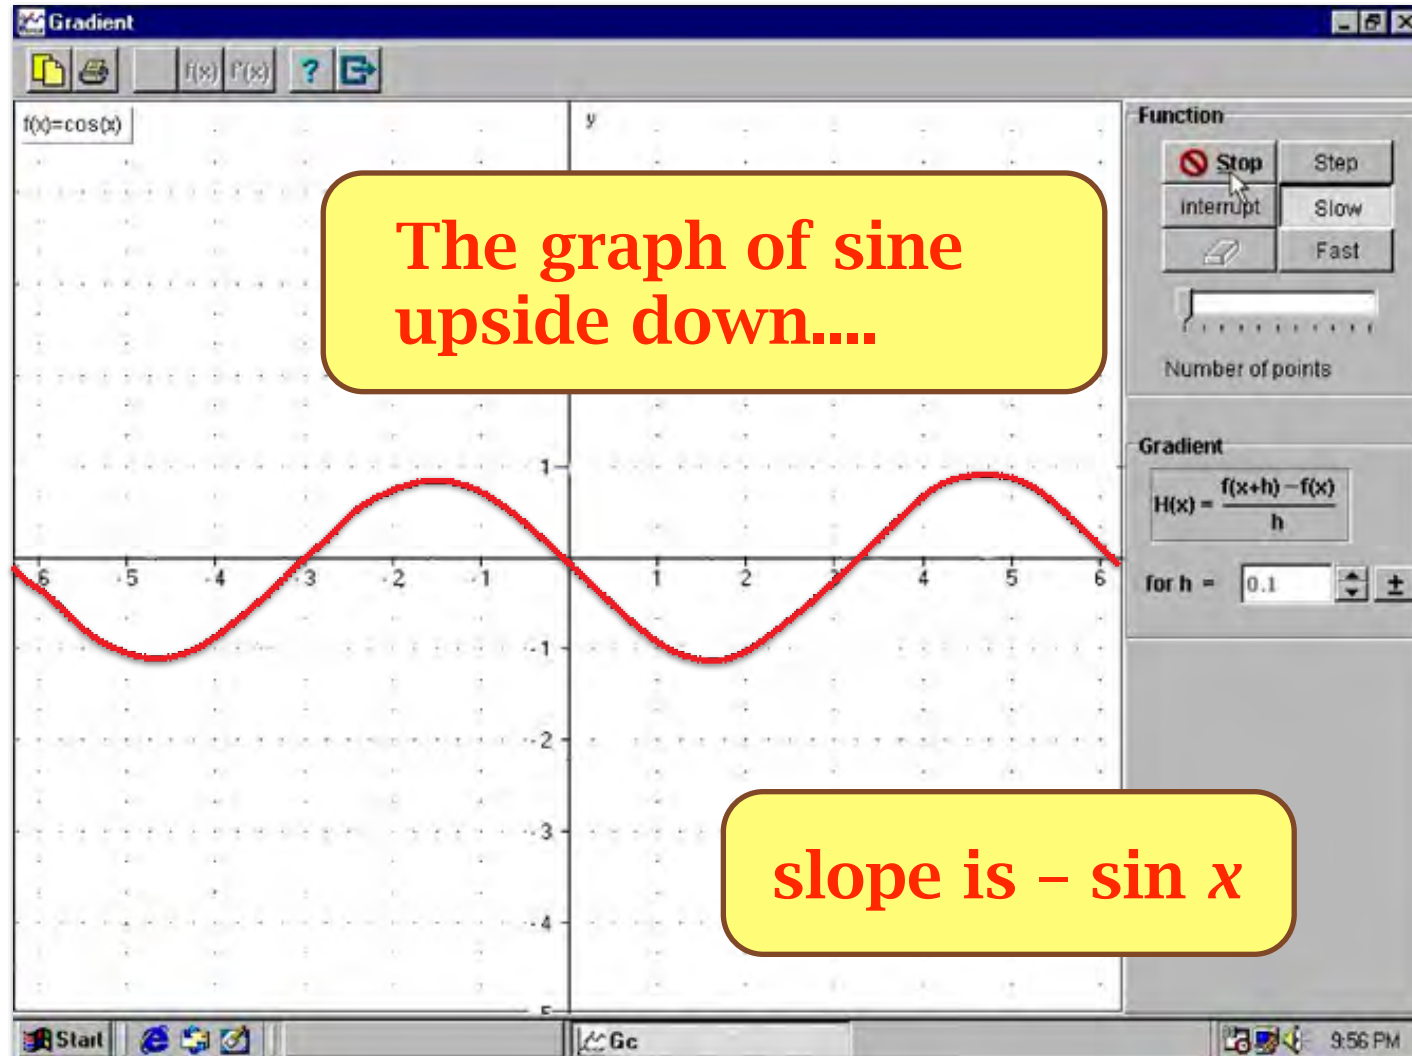 Gradient
f(x) f'(x) ?
f(x)=cos(x)
y
The graph of sine
upside down....
1
6 -5 -4 -3 -2 -1 1 2 3 4 5 6
-1
-2
-3
-4
slope is – sin x
Function
Stop Step
Interrupt Slow
Fast
Number of points
Gradient
H(x) = f(x+h) – f(x)
h
for h = 0.1 ±
Start Gc 9:56 PM